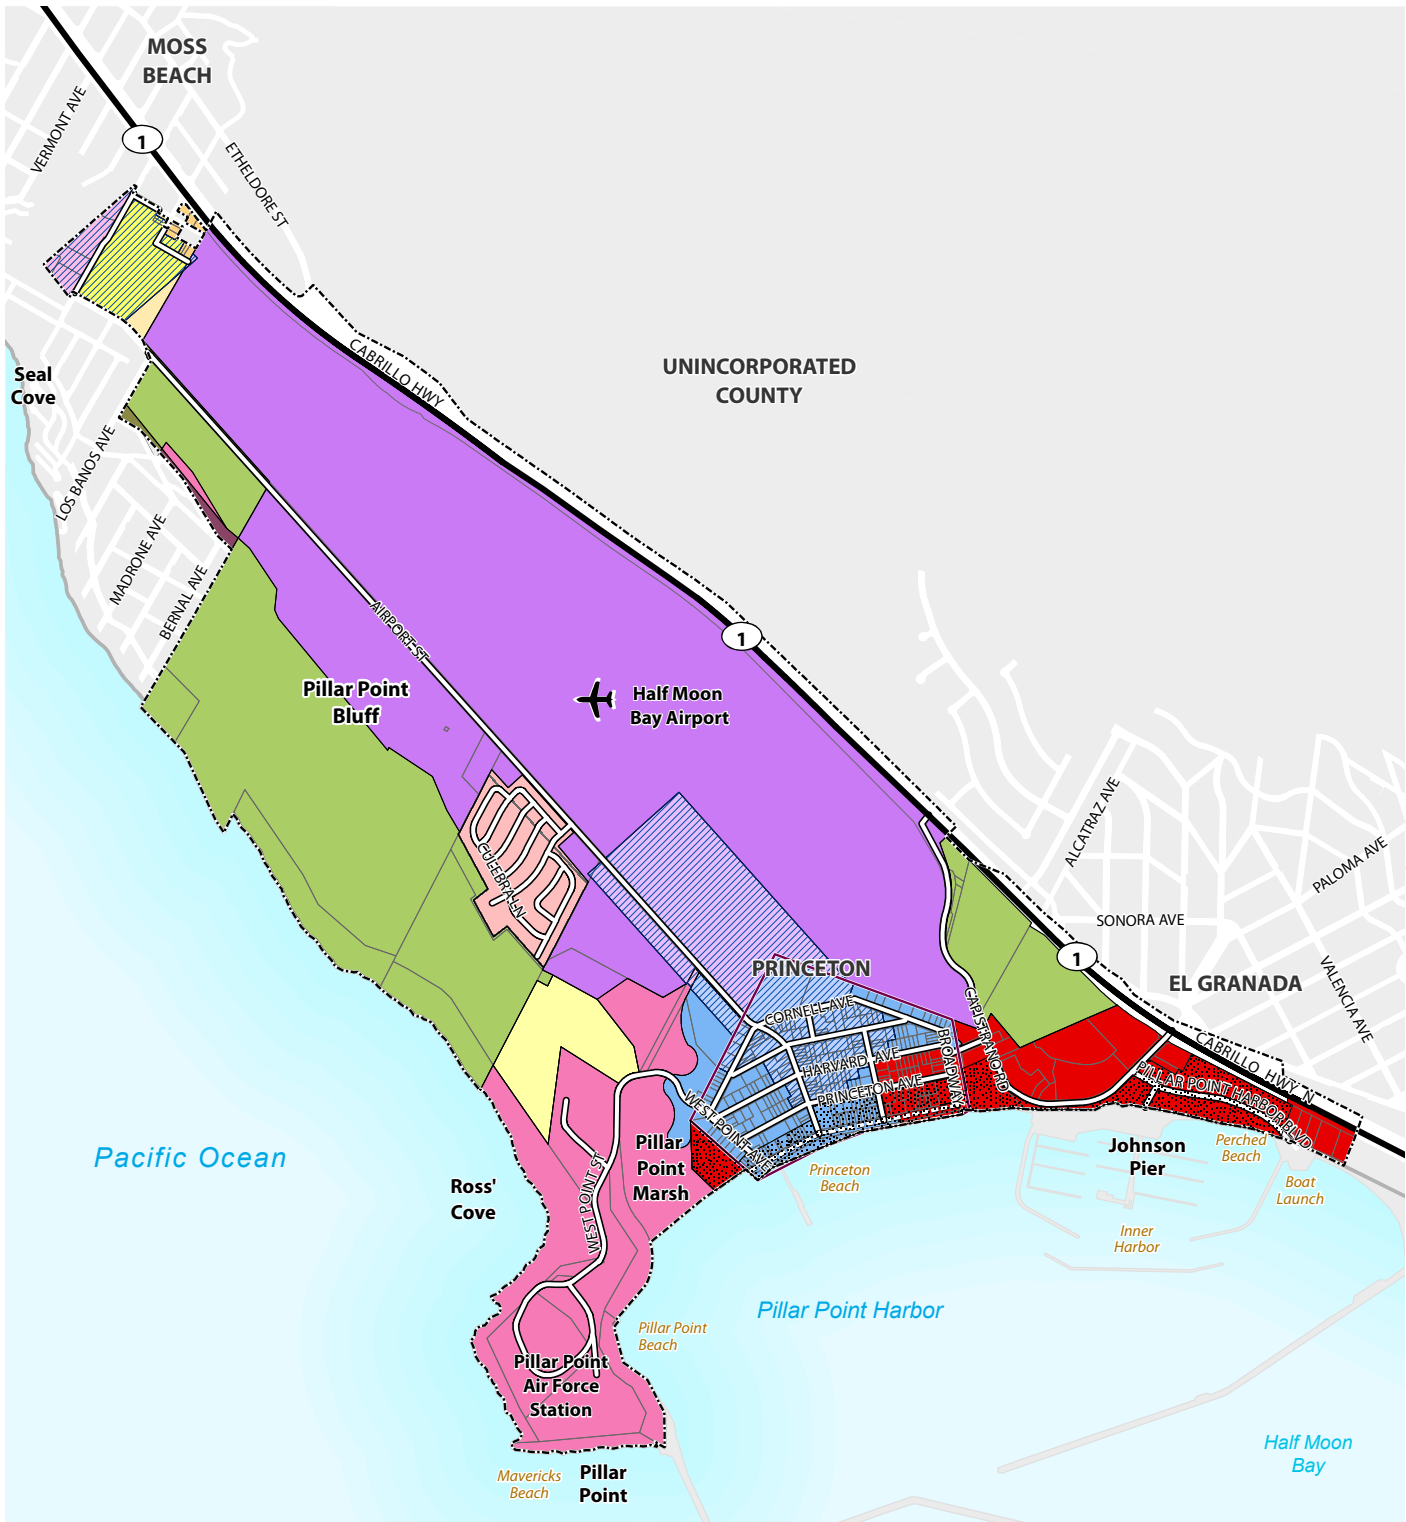 MOSS
BEACH
VERMONT AVE
1
ETHELDORE ST
CABRILLO HWY
UNINCORPORATED
COUNTY
Seal
Cove
LOS BANOS AVE
MADRONE AVE
BERNAL AVE
AIRPORT ST
1
Pillar Point
Bluff
Half Moon
Bay Airport
ALCATRAZ AVE
PALOMA AVE
CULEBRA LN
SONORA AVE
1
PRINCETON
EL GRANADA
VALENCIA AVE
CORNELL AVE
CAPISTRANO RD
HARVARD AVE
BROADWAY
PRINCETON AVE
CABRILLO HWY N
PILLAR POINT HARBOR BLVD
WEST POINT AVE
Pacific Ocean
Pillar
Point
Marsh
Johnson
Pier
Perched
Beach
Princeton
Beach
Boat
Launch
Ross'
Cove
WEST POINT ST
Inner
Harbor
Pillar Point Harbor
Pillar Point
Beach
Pillar Point
Air Force
Station
Half Moon
Bay
Mavericks
Beach
Pillar
Point